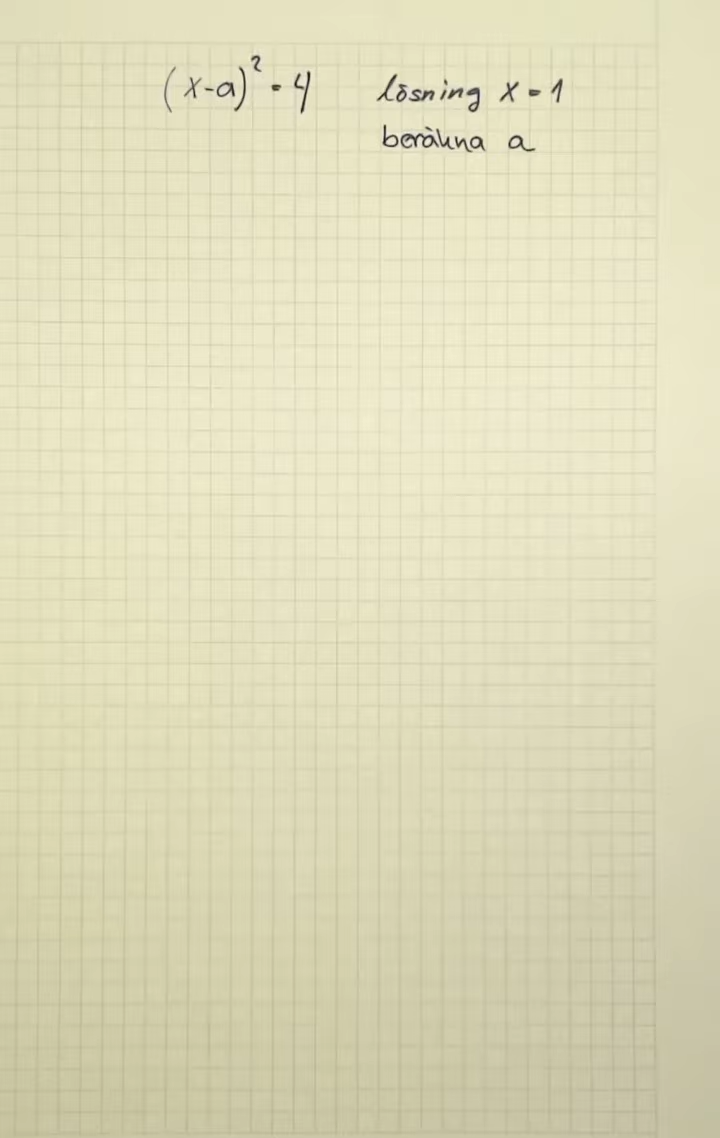 (x-a)² = 4 lösning x = 1
beräkna a